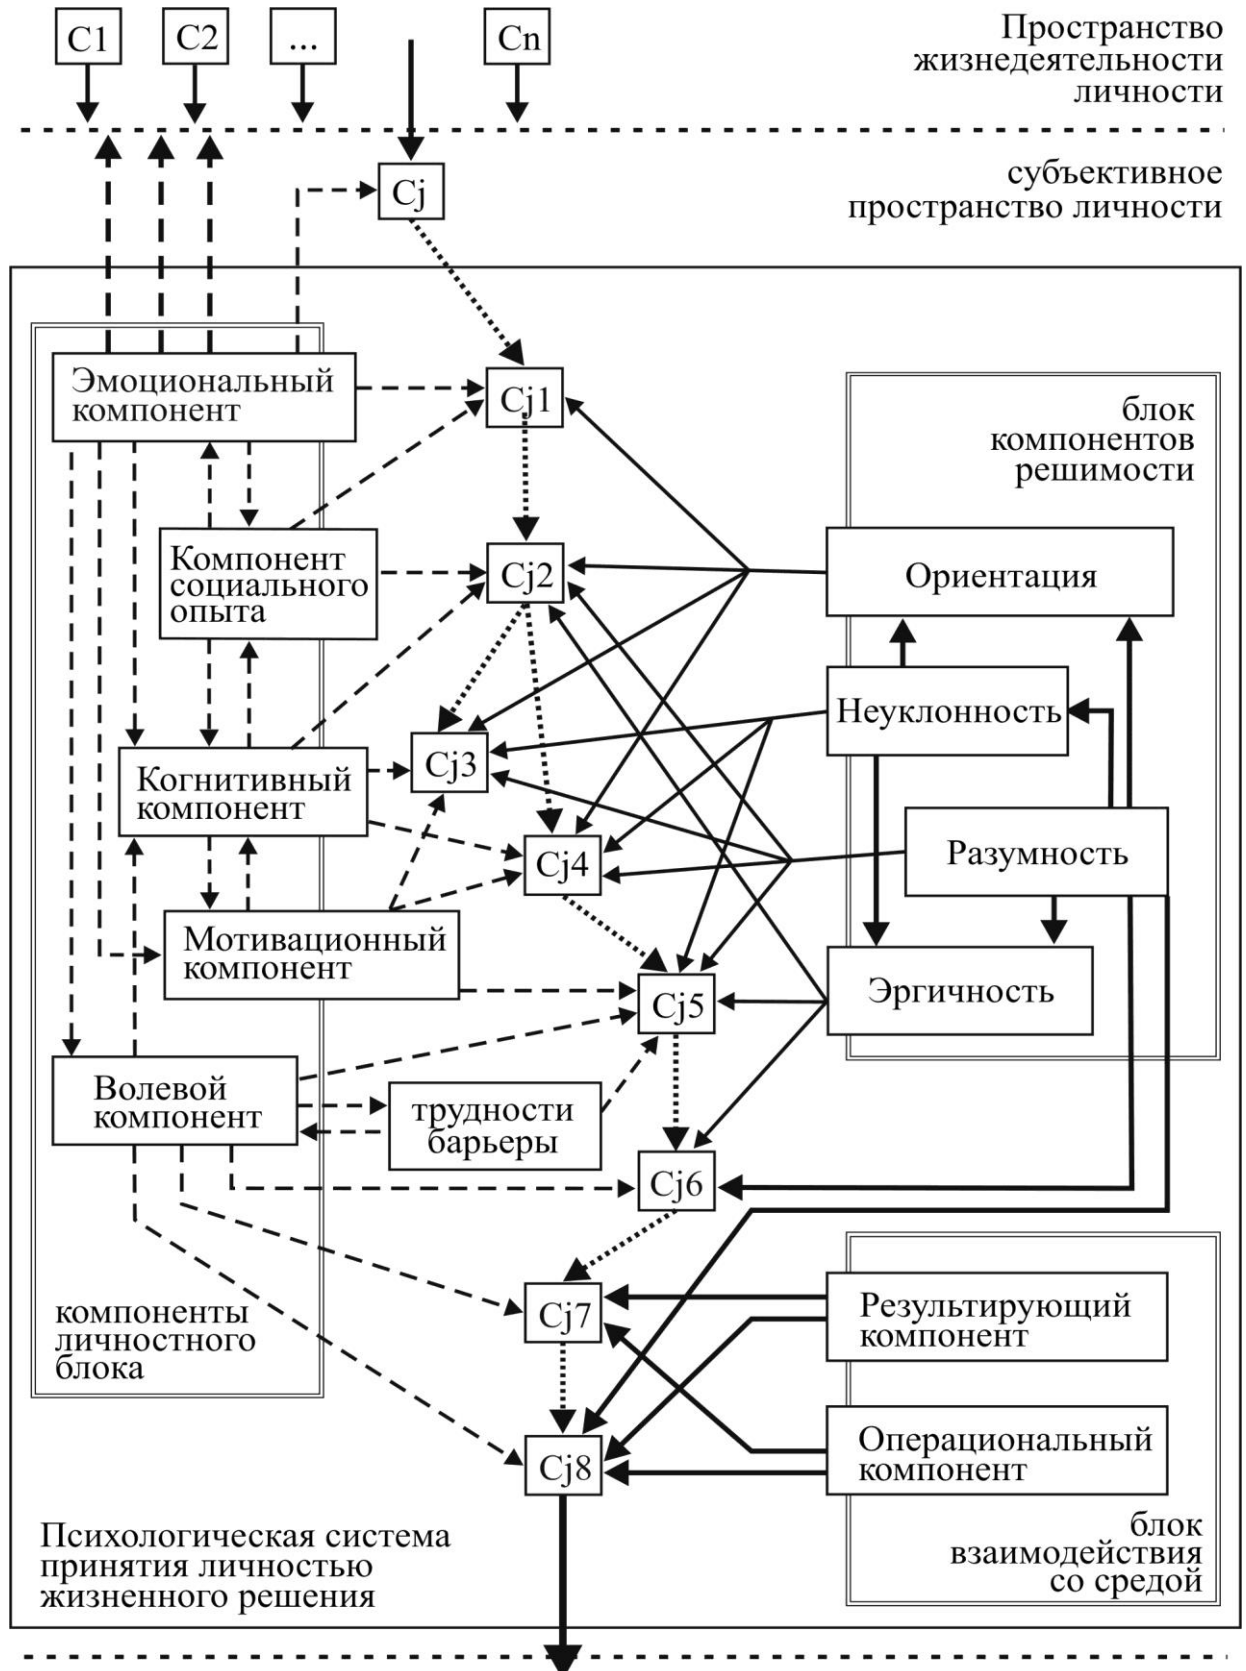 C1
C2
...
Cn
Пространство
жизнедеятельности
личности
Cj
субъективное
пространство личности
Эмоциональный
компонент
Cj1
блок
компонентов
решимости
Компонент
социального
опыта
Cj2
Ориентация
Неуклонность
Когнитивный
компонент
Cj3
Cj4
Разумность
Мотивационный
компонент
Cj5
Эргичность
Волевой
компонент
трудности
барьеры
Cj6
компоненты
личностного
блока
Cj7
Результирующий
компонент
Cj8
Операциональный
компонент
Психологическая система
принятия личностью
жизненного решения
блок
взаимодействия
со средой